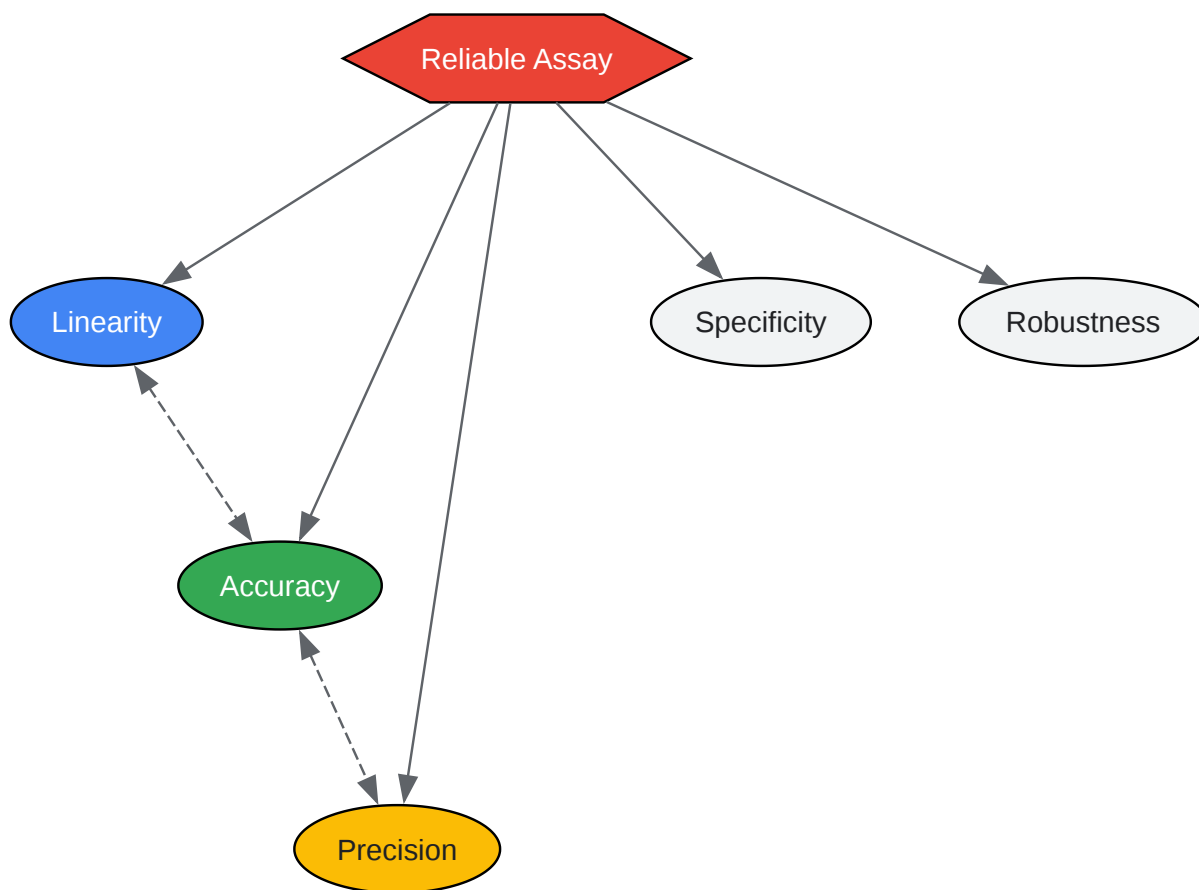 Reliable Assay
Linearity
Specificity
Robustness
Accuracy
Precision